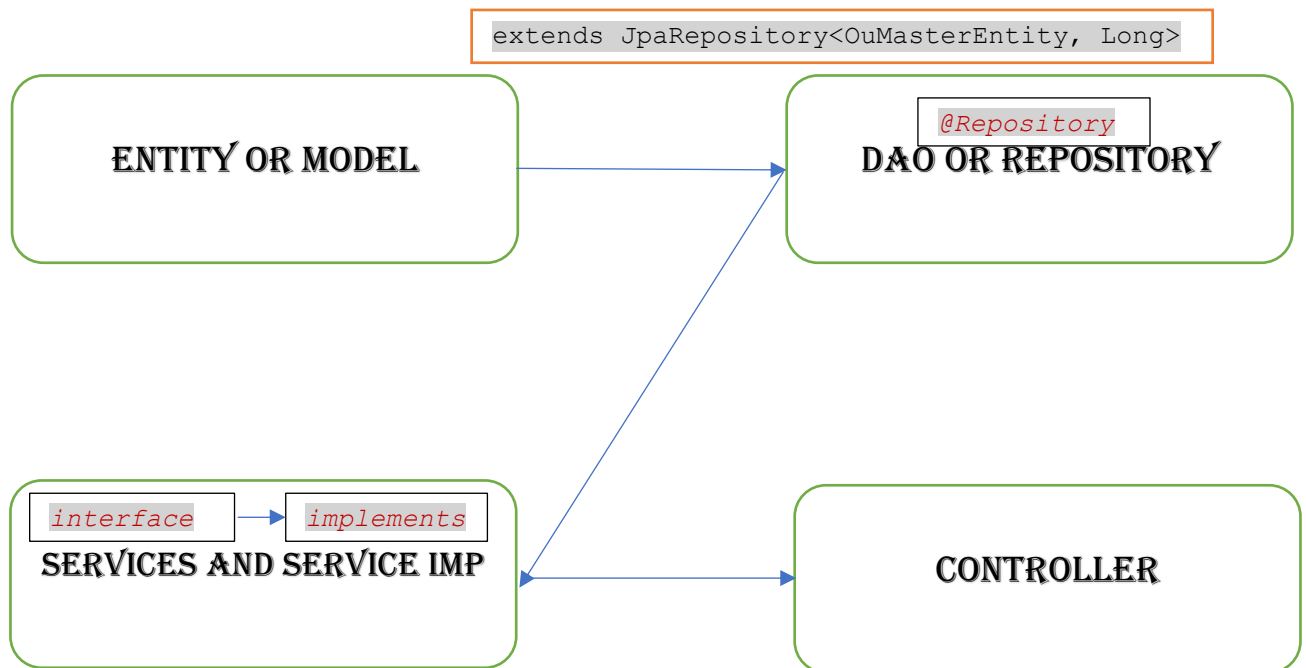 extends JpaRepository<OuMasterEntity, Long>
ENTITY OR MODEL
@Repository
DAO OR REPOSITORY
interface
implements
SERVICES AND SERVICE IMP
CONTROLLER